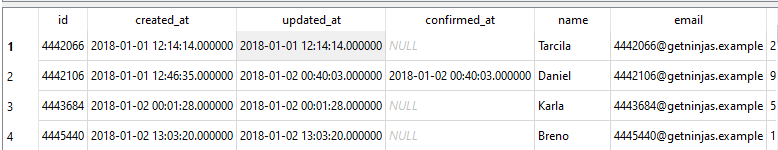 id created_at updated_at confirmed_at name email
1 4442066 2018-01-01 12:14:14.000000 2018-01-01 12:14:14.000000 NULL Tarcila 4442066@getninjas.example 2
2 4442106 2018-01-01 12:46:35.000000 2018-01-02 00:40:03.000000 2018-01-02 00:40:03.000000 Daniel 4442106@getninjas.example 9
3 4443684 2018-01-02 00:01:28.000000 2018-01-02 00:01:28.000000 NULL Karla 4443684@getninjas.example 5
4 4445440 2018-01-02 13:03:20.000000 2018-01-02 13:03:20.000000 NULL Breno 4445440@getninjas.example 1